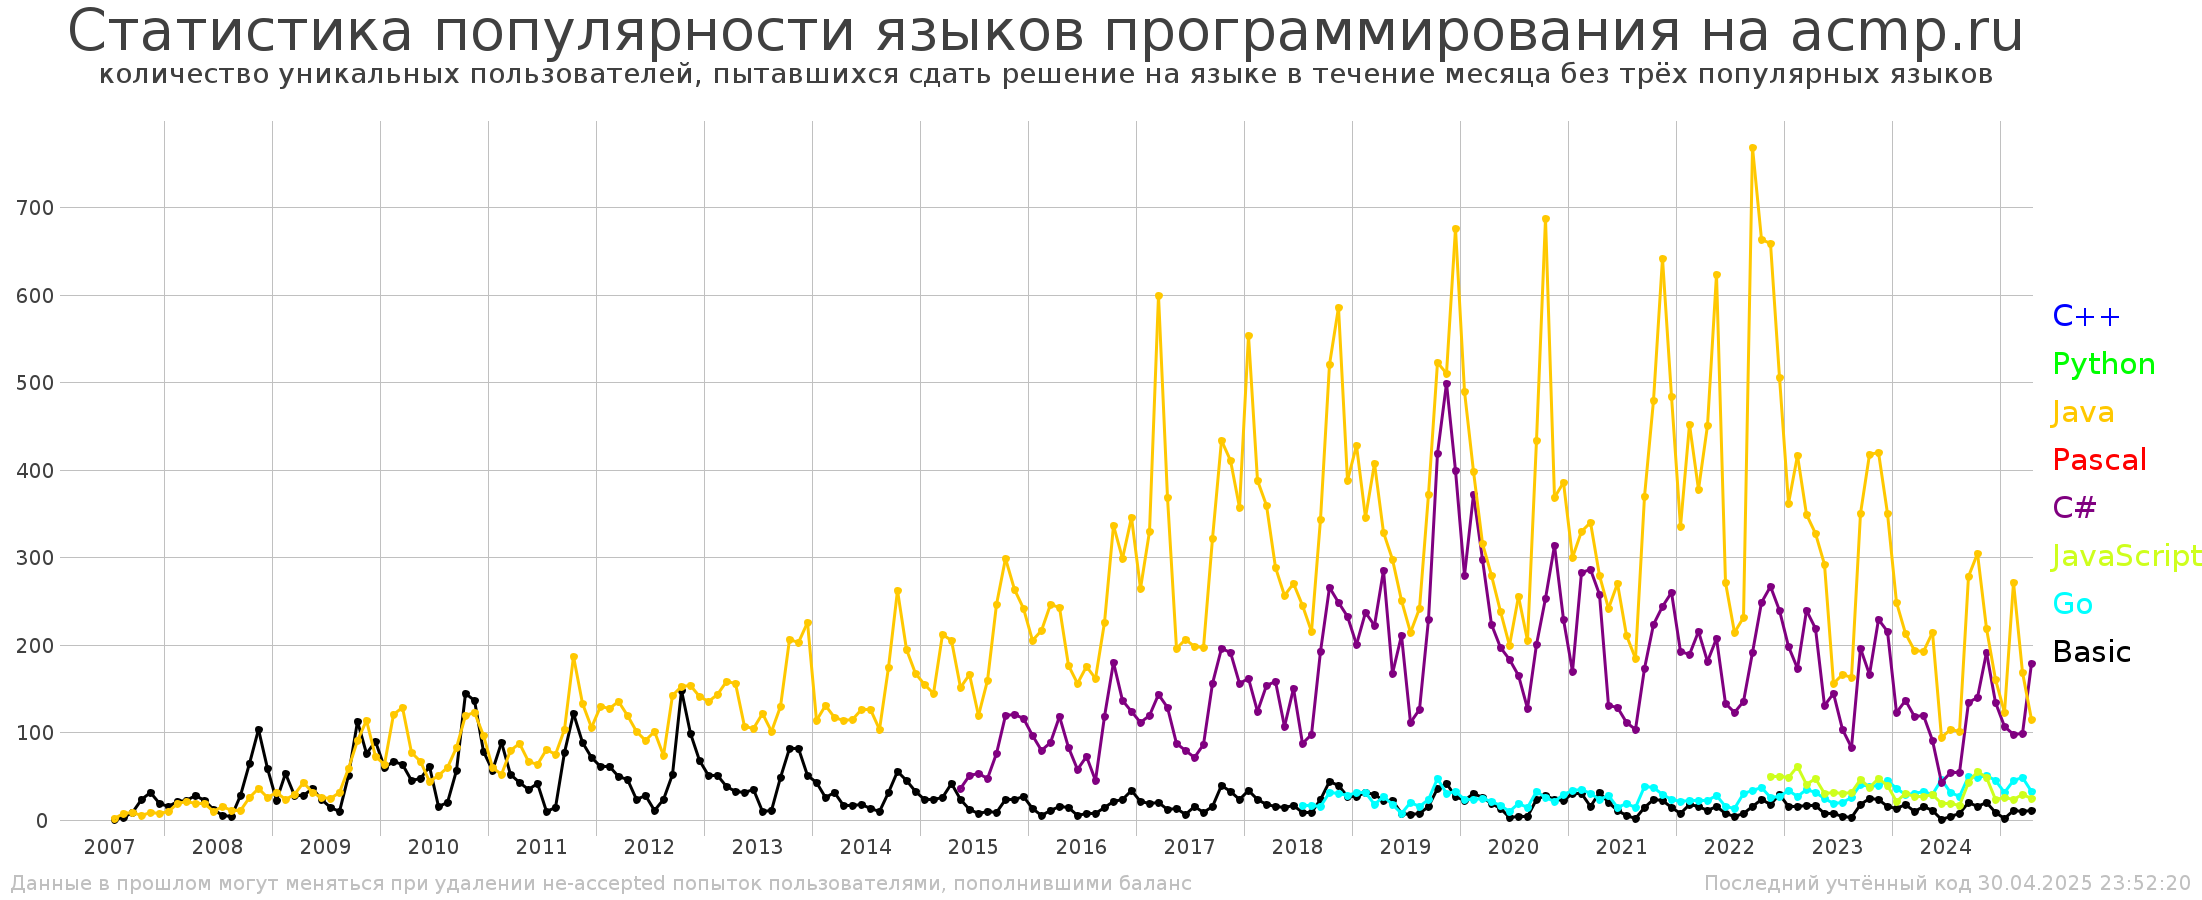 Статистика популярности языков программирования на acmp.ru
количество уникальных пользователей, пытавшихся сдать решение на языке в течение месяца без трёх популярных языков
700
600
500
400
300
200
100
0
C++
Python
Java
Pascal
C#
JavaScript
Go
Basic
2007 2008 2009 2010 2011 2012 2013 2014 2015 2016 2017 2018 2019 2020 2021 2022 2023 2024
Данные в прошлом могут меняться при удалении не-accepted попыток пользователями, пополнившими баланс
Последний учтённый код 30.04.2025 23:52:20